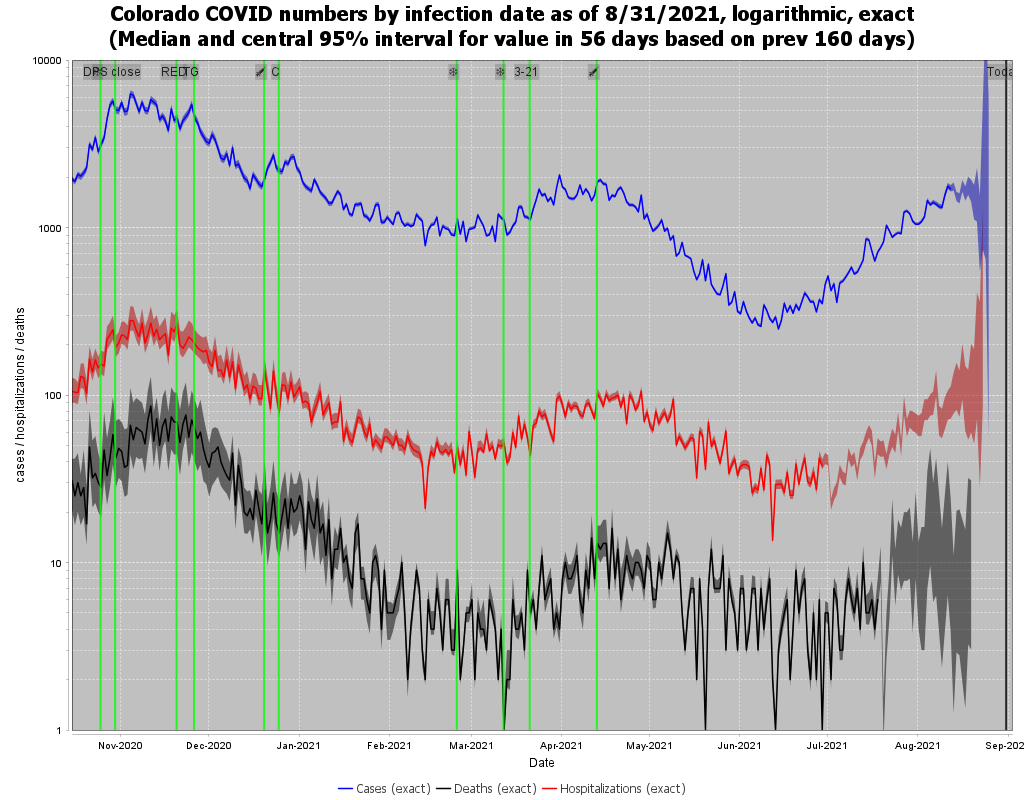 Colorado COVID numbers by infection date as of 8/31/2021, logarithmic, exact
(Median and central 95% interval for value in 56 days based on prev 160 days)
10000
1000
100
10
1
cases / hospitalizations / deaths
close
C
3-21
Nov-2020
Dec-2020
Jan-2021
Feb-2021
Mar-2021
Apr-2021
May-2021
Jun-2021
Jul-2021
Aug-2021
Sep-202
Date
Cases (exact)
Deaths (exact)
Hospitalizations (exact)